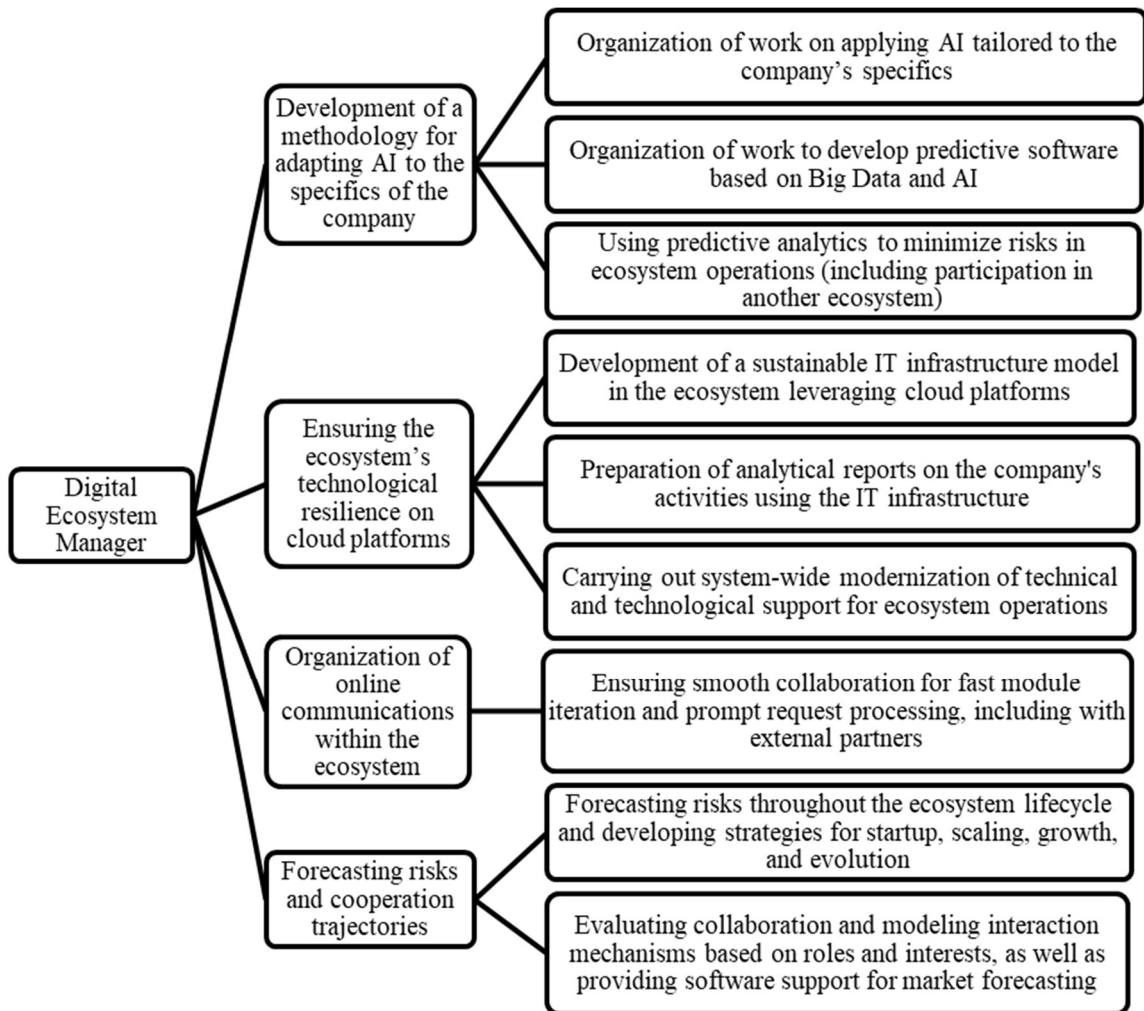 Organization of work on applying AI tailored to the
company’s specifics
Development of a
methodology for
adapting AI to the
specifics of the
company
Organization of work to develop predictive software
based on Big Data and AI
Using predictive analytics to minimize risks in
ecosystem operations (including participation in
another ecosystem)
Development of a sustainable IT infrastructure model
in the ecosystem leveraging cloud platforms
Ensuring the
ecosystem’s
technological
resilience on
cloud platforms
Preparation of analytical reports on the company's
activities using the IT infrastructure
Digital
Ecosystem
Manager
Carrying out system-wide modernization of technical
and technological support for ecosystem operations
Organization of
online
communications
within the
ecosystem
Ensuring smooth collaboration for fast module
iteration and prompt request processing, including with
external partners
Forecasting risks throughout the ecosystem lifecycle
and developing strategies for startup, scaling, growth,
and evolution
Forecasting risks
and cooperation
trajectories
Evaluating collaboration and modeling interaction
mechanisms based on roles and interests, as well as
providing software support for market forecasting